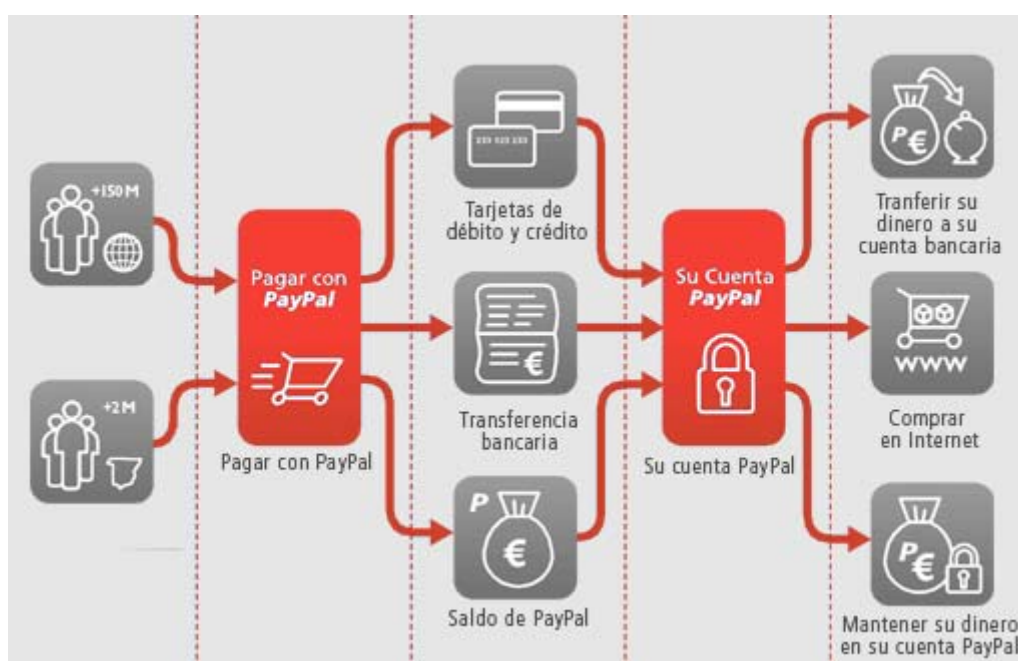 +150 M
+2 M
Pagar con
PayPal
Pagar con PayPal
Tarjetas de
débito y crédito
€
Transferencia
bancaria
P
€
Saldo de PayPal
Su Cuenta
PayPal
Su cuenta PayPal
P€
Tranferir su
dinero a su
cuenta bancaria
www
Comprar
en Internet
P€
Mantener su dinero
en su cuenta PayPal